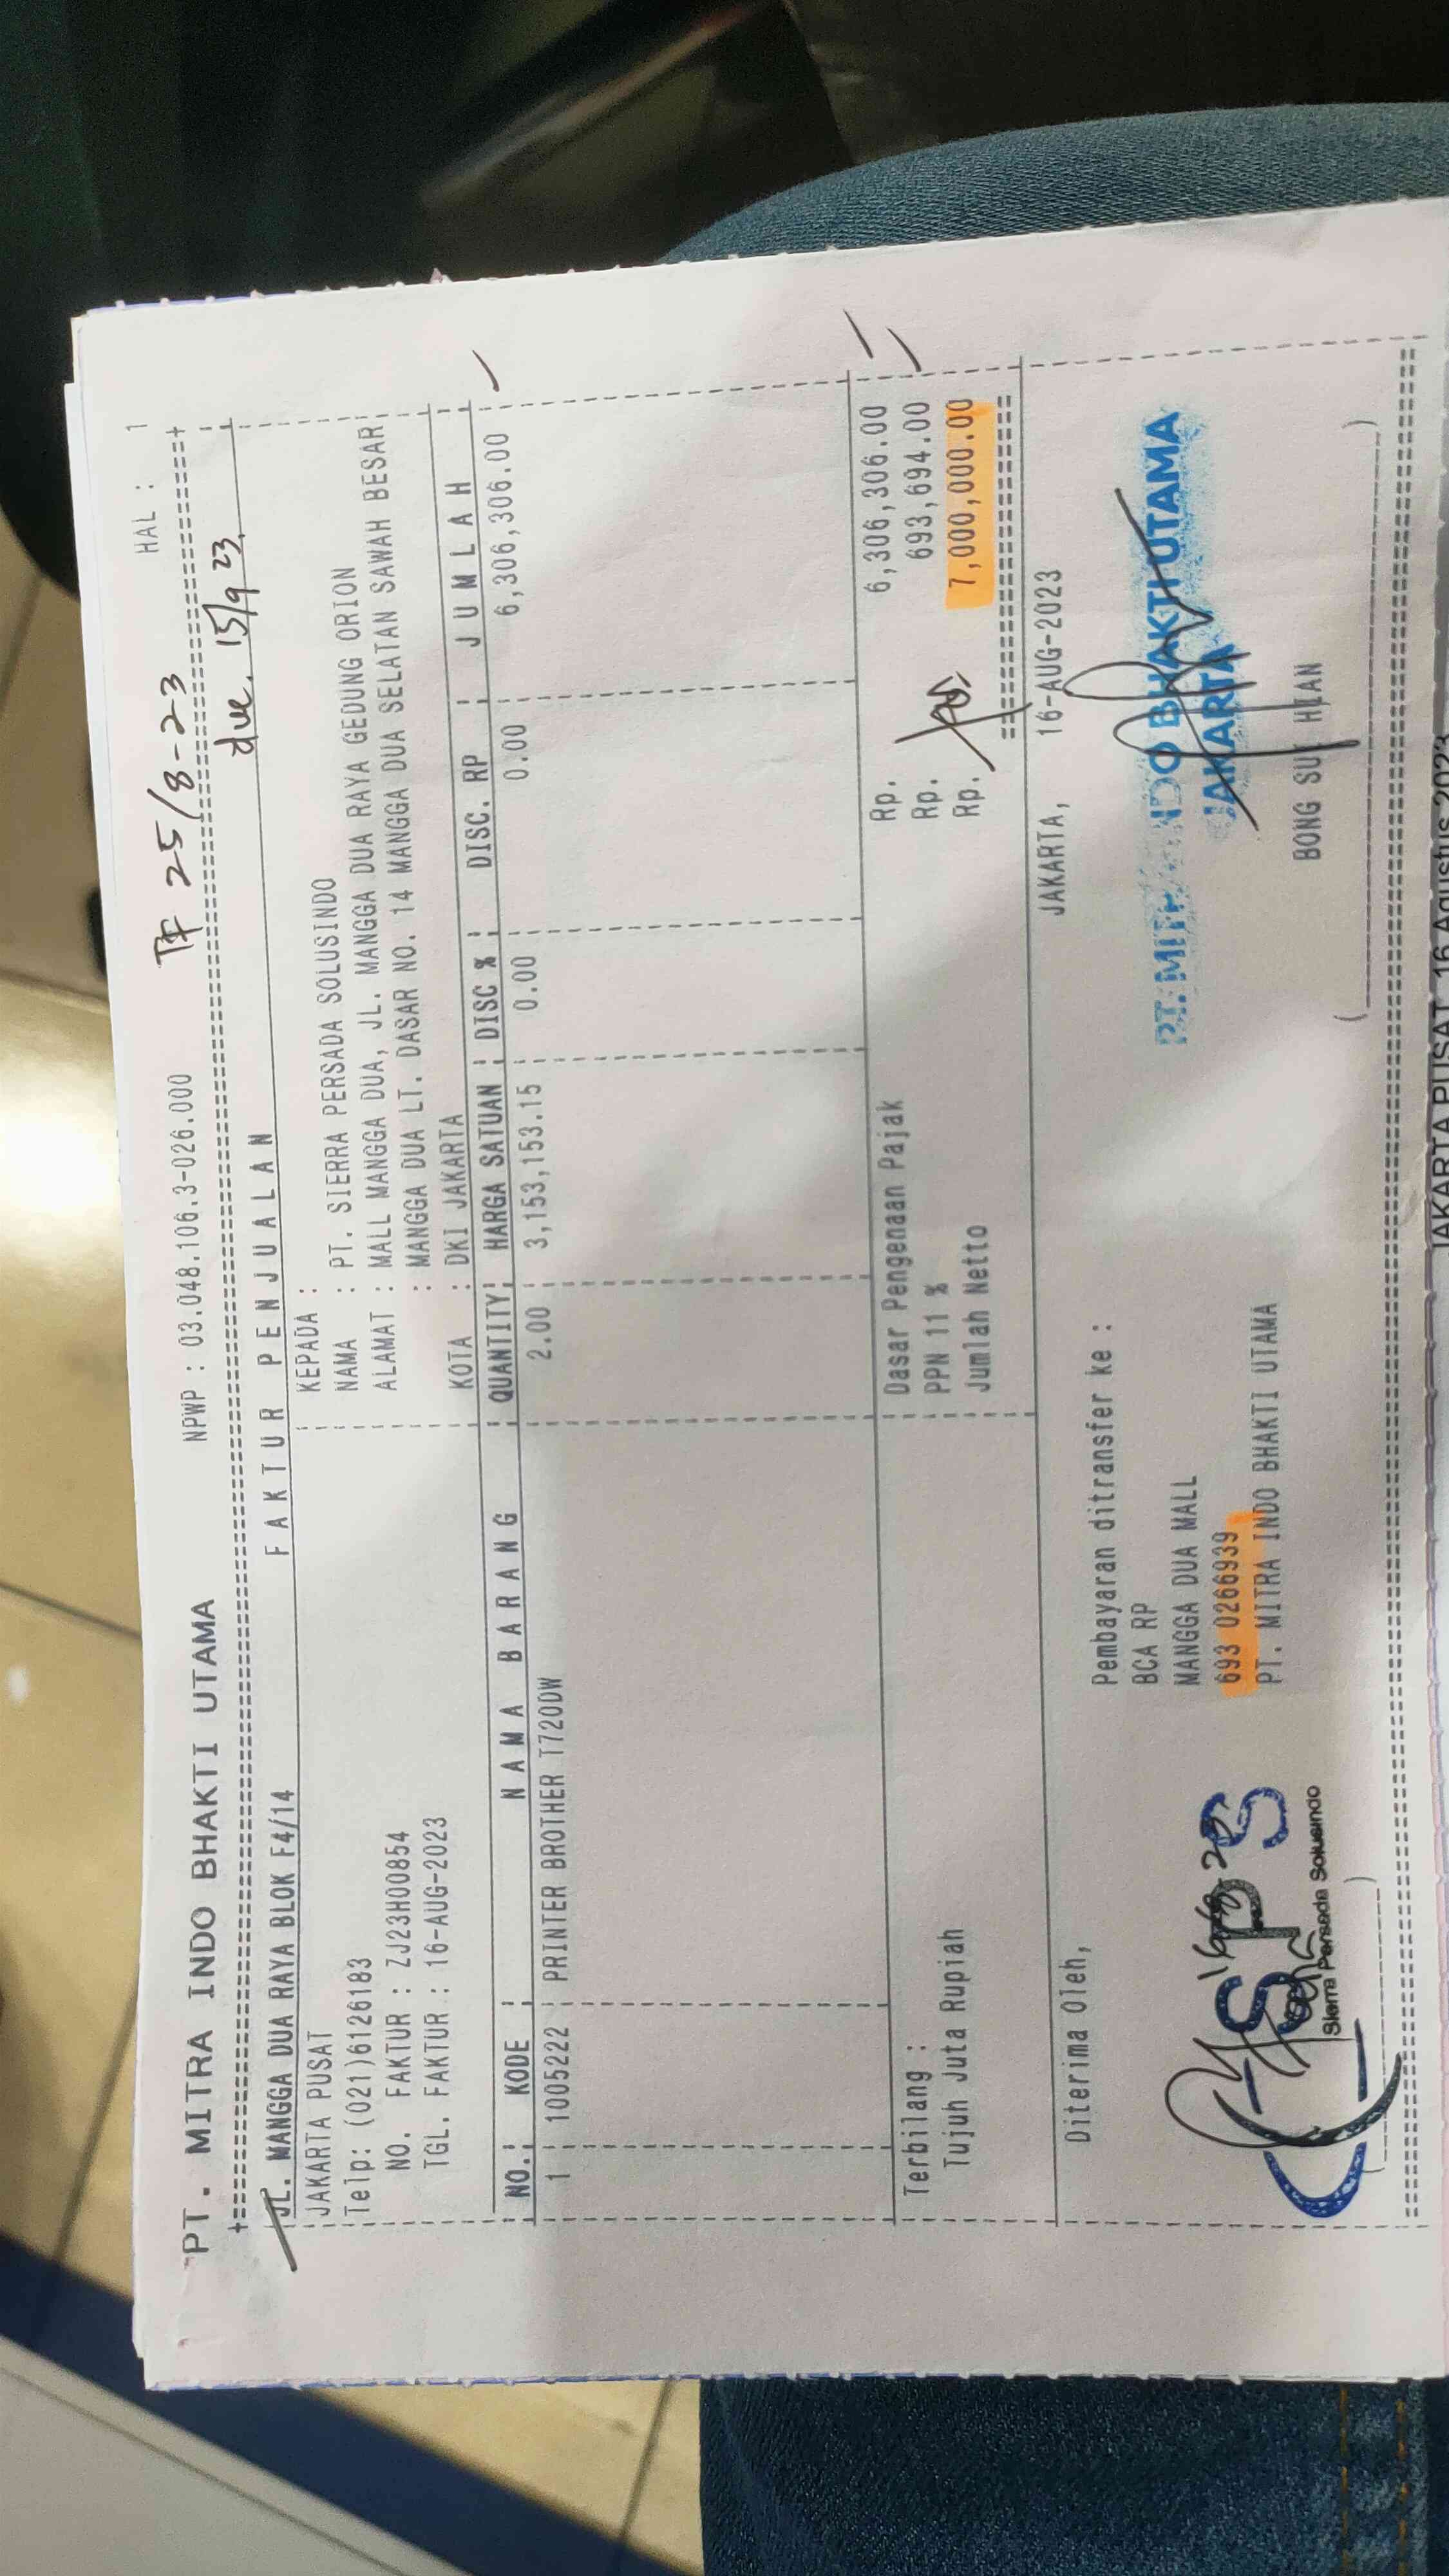 PT. MITRA INDO BHAKTI UTAMA NPWP : 03.048.106.3-026.000 HAL : 1
TF 25/8-23
due. 15/9 23.
JL. MANGGA DUA RAYA BLOK F4/14 F A K T U R P E N J U A L A N
JAKARTA PUSAT KEPADA :
Telp: (021)6126183 NAMA : PT. SIERRA PERSADA SOLUSINDO
NO. FAKTUR : ZJ23H00854 ALAMAT : MALL MANGGA DUA, JL. MANGGA DUA RAYA GEDUNG ORION
TGL. FAKTUR : 16-AUG-2023 : MANGGA DUA LT. DASAR NO. 14 MANGGA DUA SELATAN SAWAH BESAR
KOTA : DKI JAKARTA
NO. KODE N A M A B A R A N G QUANTITY HARGA SATUAN DISC % DISC. RP J U M L A H
1 1005222 PRINTER BROTHER T720DW 2.00 3,153,153.15 0.00 0.00 6,306,306.00
Terbilang : Dasar Pengenaan Pajak Rp. 6,306,306.00
Tujuh Juta Rupiah PPN 11 % Rp. 693,694.00
Jumlah Netto Rp. 7,000,000.00
Diterima Oleh, JAKARTA, 16-AUG-2023
Pembayaran ditransfer ke :
BCA RP
MANGGA DUA MALL
693 0266939
PT. MITRA INDO BHAKTI UTAMA
SPS
Sierra Persada Solusindo
PT. MITRA INDO BHAKTI UTAMA
JAKARTA
BONG SUI HIAN
JAKARTA PUSAT, 16 Agustus 2023